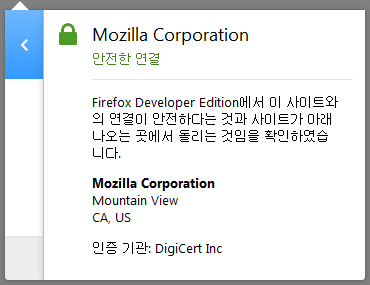 Mozilla Corporation
안전한 연결
Firefox Developer Edition에서 이 사이트와
의 연결이 안전하다는 것과 사이트가 아래
나오는 곳에서 돌리는 것임을 확인하였습
니다.
Mozilla Corporation
Mountain View
CA, US
인증 기관: DigiCert Inc